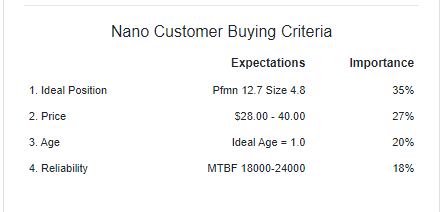 Nano Customer Buying Criteria
Expectations Importance
1. Ideal Position Pfmn 12.7 Size 4.8 35%
2. Price $28.00 - 40.00 27%
3. Age Ideal Age = 1.0 20%
4. Reliability MTBF 18000-24000 18%